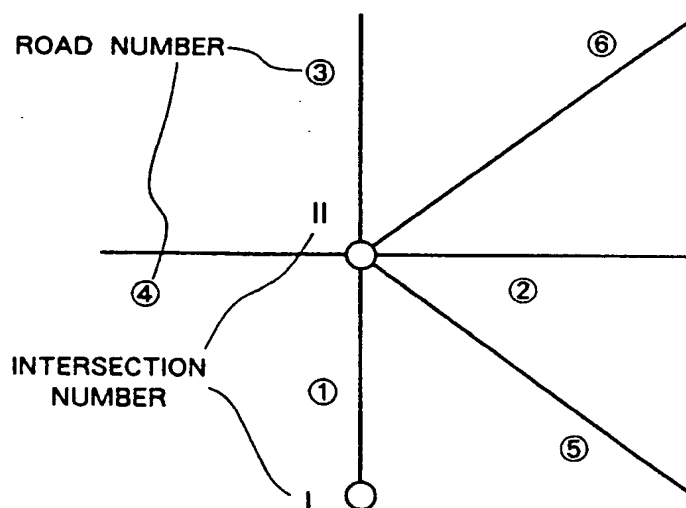 ROAD NUMBER
③
⑥
II
④
②
INTERSECTION
NUMBER
①
⑤
I